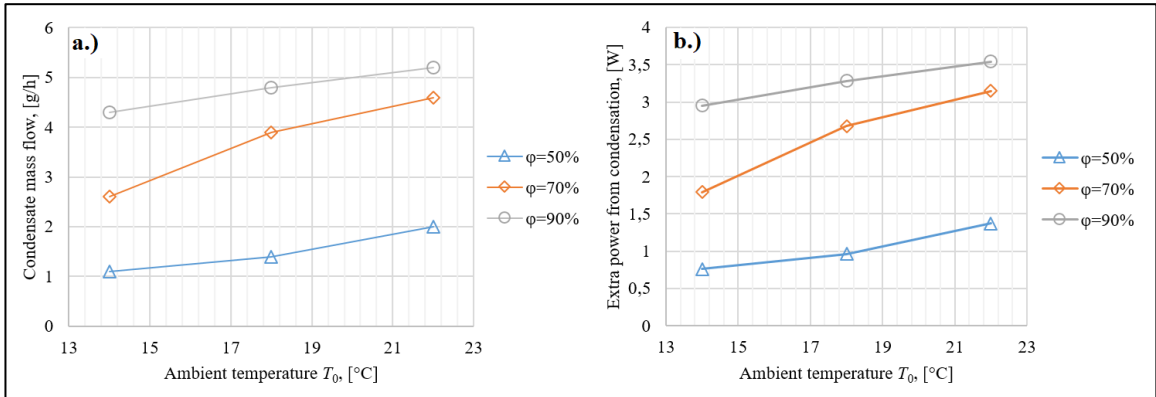 a.)
Condensate mass flow, [g/h]
6
5
4
3
2
1
0
13 15 17 19 21 23
Ambient temperature T₀, [°C]
φ=50%
φ=70%
φ=90%
b.)
Extra power from condensation, [W]
4
3,5
3
2,5
2
1,5
1
0,5
0
13 15 17 19 21 23
Ambient temperature T₀, [°C]
φ=50%
φ=70%
φ=90%